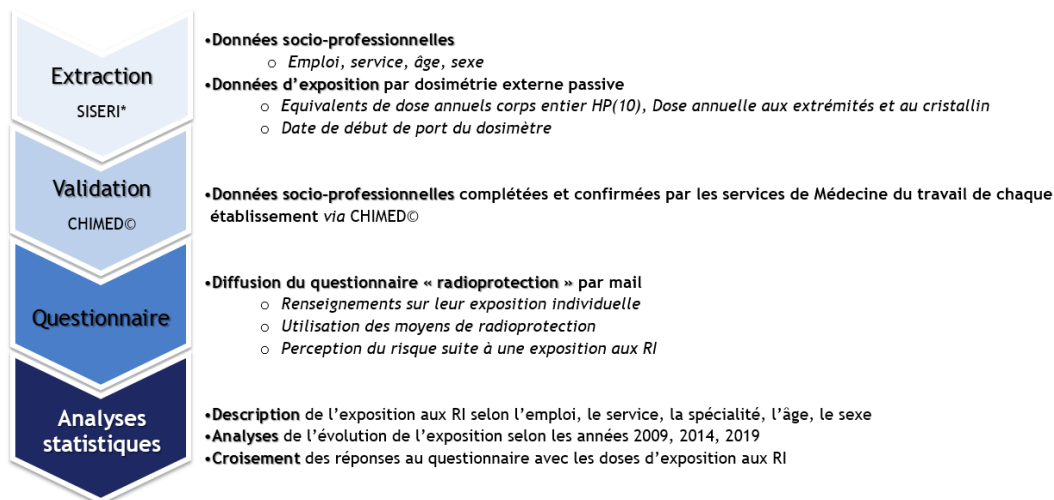 Extraction
SISERI*
•Données socio-professionnelles
o Emploi, service, âge, sexe
•Données d'exposition par dosimétrie externe passive
o Equivalents de dose annuels corps entier HP(10), Dose annuelle aux extrémités et au cristallin
o Date de début de port du dosimètre
Validation
CHIMED©
•Données socio-professionnelles complétées et confirmées par les services de Médecine du travail de chaque
établissement via CHIMED©
Questionnaire
•Diffusion du questionnaire « radioprotection » par mail
o Renseignements sur leur exposition individuelle
o Utilisation des moyens de radioprotection
o Perception du risque suite à une exposition aux RI
Analyses
statistiques
•Description de l'exposition aux RI selon l'emploi, le service, la spécialité, l'âge, le sexe
•Analyses de l'évolution de l'exposition selon les années 2009, 2014, 2019
•Croisement des réponses au questionnaire avec les doses d'exposition aux RI